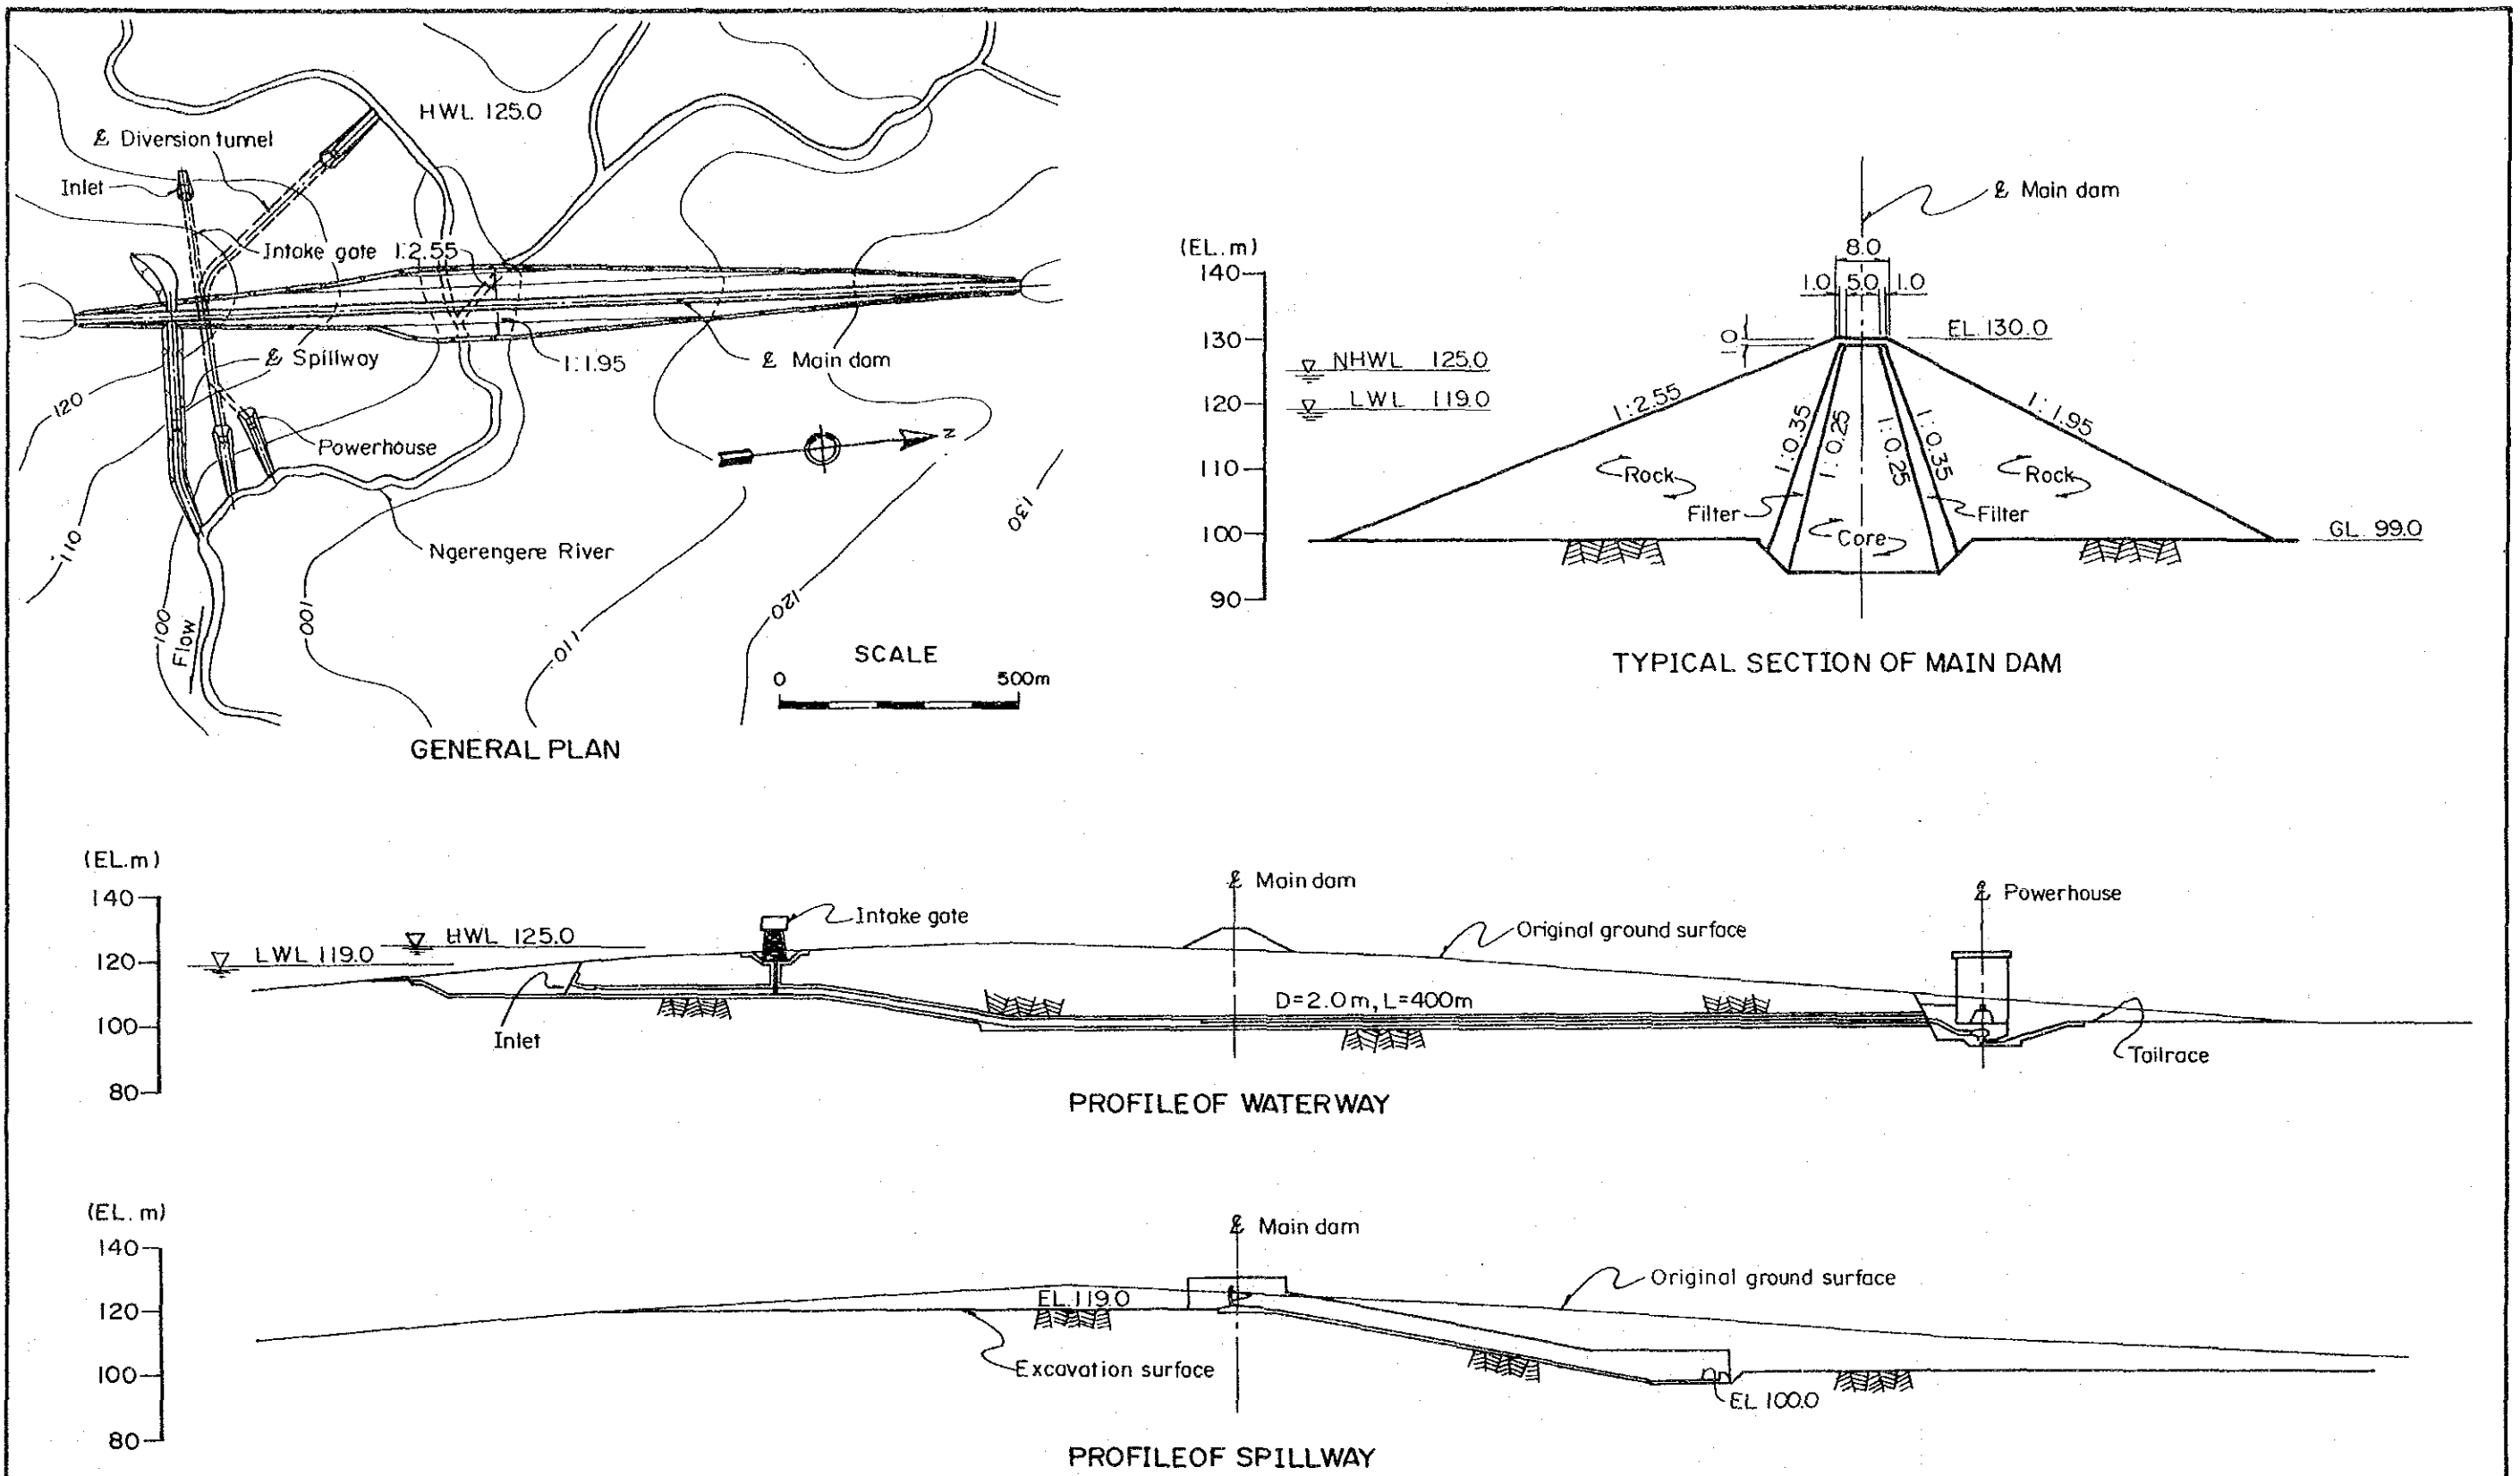 HWL 125.0
℄ Diversion tunnel
Inlet
Intake gate
1:2.55
℄ Spillway
1:1.95
℄ Main dam
120
Powerhouse
N
110
Ngerengere River
130
100
Flow
100
110
120
SCALE
0 500m
GENERAL PLAN
℄ Main dam
(EL.m)
8.0
140
1.0 5.0 1.0
1.0
EL.130.0
130
NHWL 125.0
120
LWL 119.0
1:2.55
1:0.35
1:0.25
1:0.25
1:0.35
1:1.95
110
Rock
Rock
Filter
Filter
100
Core
GL. 99.0
90
TYPICAL SECTION OF MAIN DAM
(EL.m)
℄ Main dam
℄ Powerhouse
140
Intake gate
Original ground surface
HWL 125.0
LWL 119.0
120
D=2.0m, L=400m
100
Inlet
Tailrace
80
PROFILE OF WATERWAY
(EL. m)
℄ Main dam
140
Original ground surface
EL.119.0
120
Excavation surface
100
EL 100.0
80
PROFILE OF SPILLWAY